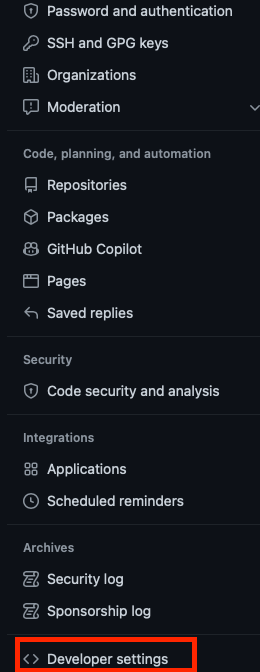 Password and authentication
SSH and GPG keys
Organizations
Moderation
Code, planning, and automation
Repositories
Packages
GitHub Copilot
Pages
Saved replies
Security
Code security and analysis
Integrations
Applications
Scheduled reminders
Archives
Security log
Sponsorship log
Developer settings